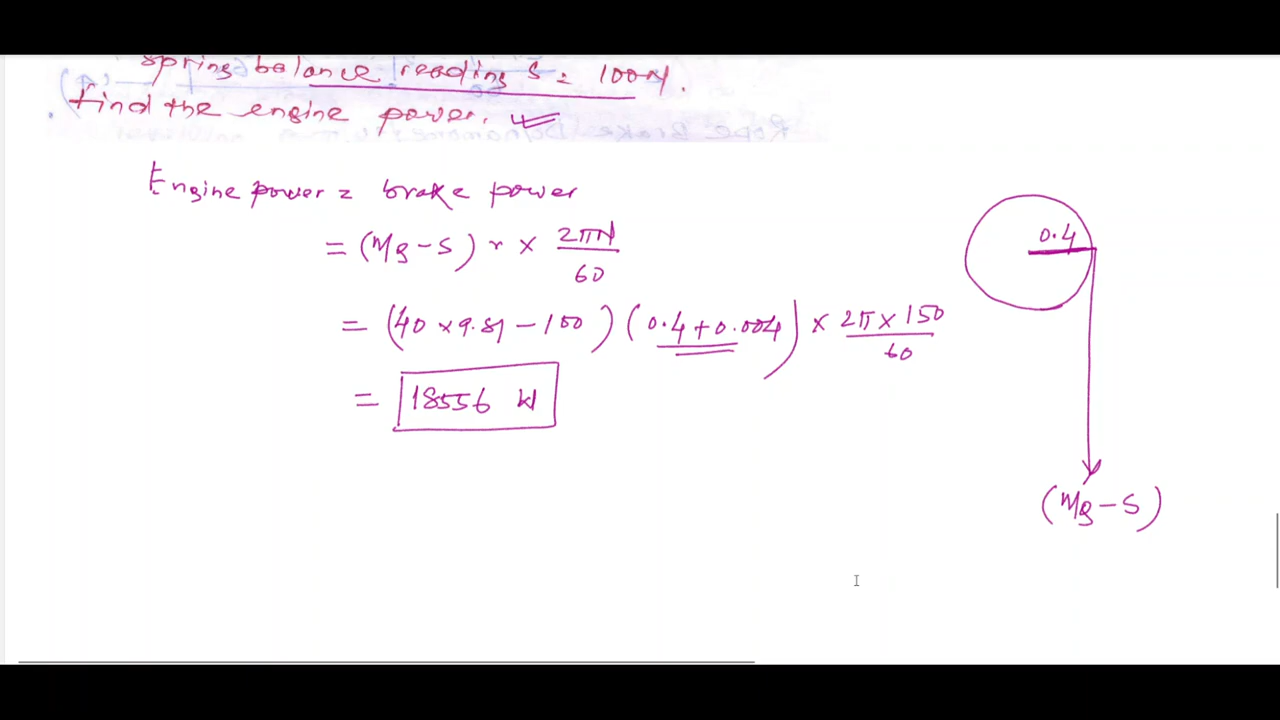 spring balance reading S = 100N.
find the engine power.
Engine power = brake power
= (Mg - S) r × 2πN/60
0.4
= (40 × 9.81 - 100) (0.4 + 0.004) × 2π × 150/60
= 18556 W
(Mg - S)